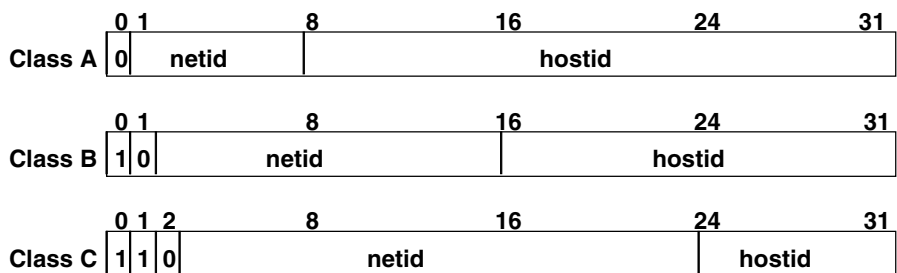 0 1 8 16 24 31
Class A 0 netid hostid
0 1 8 16 24 31
Class B 1 0 netid hostid
0 1 2 8 16 24 31
Class C 1 1 0 netid hostid